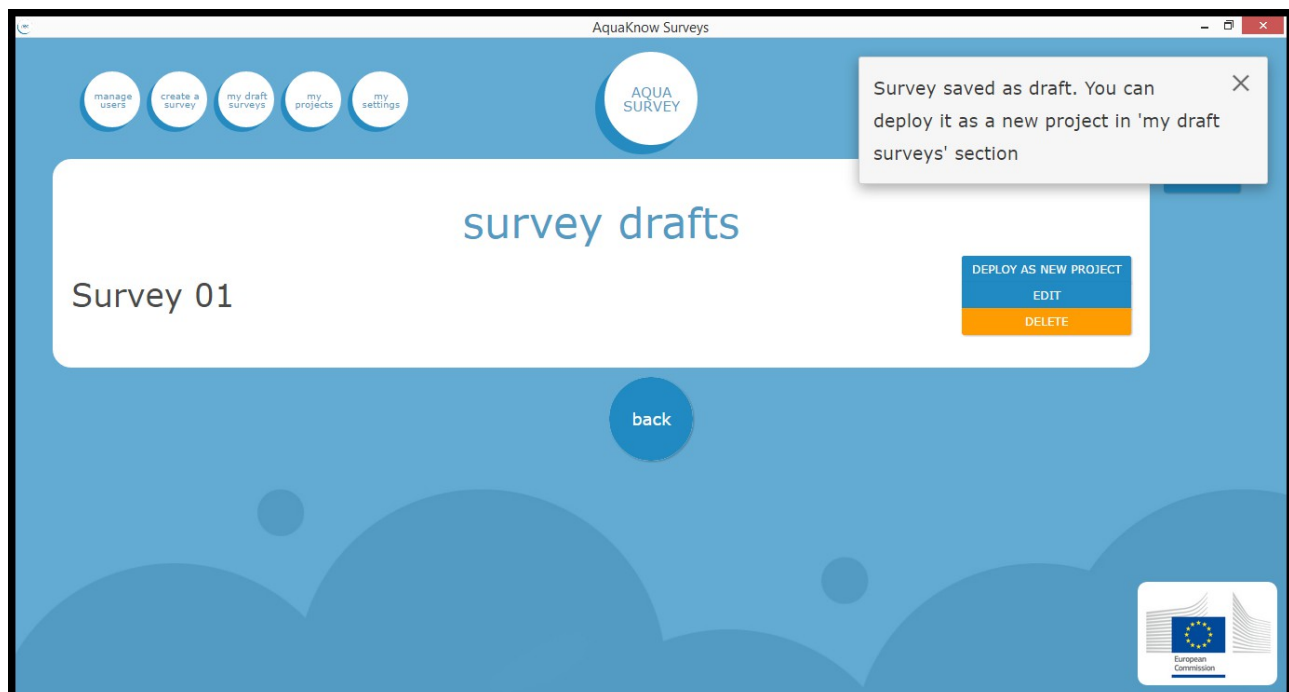 AquaKnow Surveys
manage
users
create a
survey
my draft
surveys
my
projects
my
settings
AQUA
SURVEY
Survey saved as draft. You can
deploy it as a new project in 'my draft
surveys' section
survey drafts
Survey 01
DEPLOY AS NEW PROJECT
EDIT
DELETE
back
European
Commission